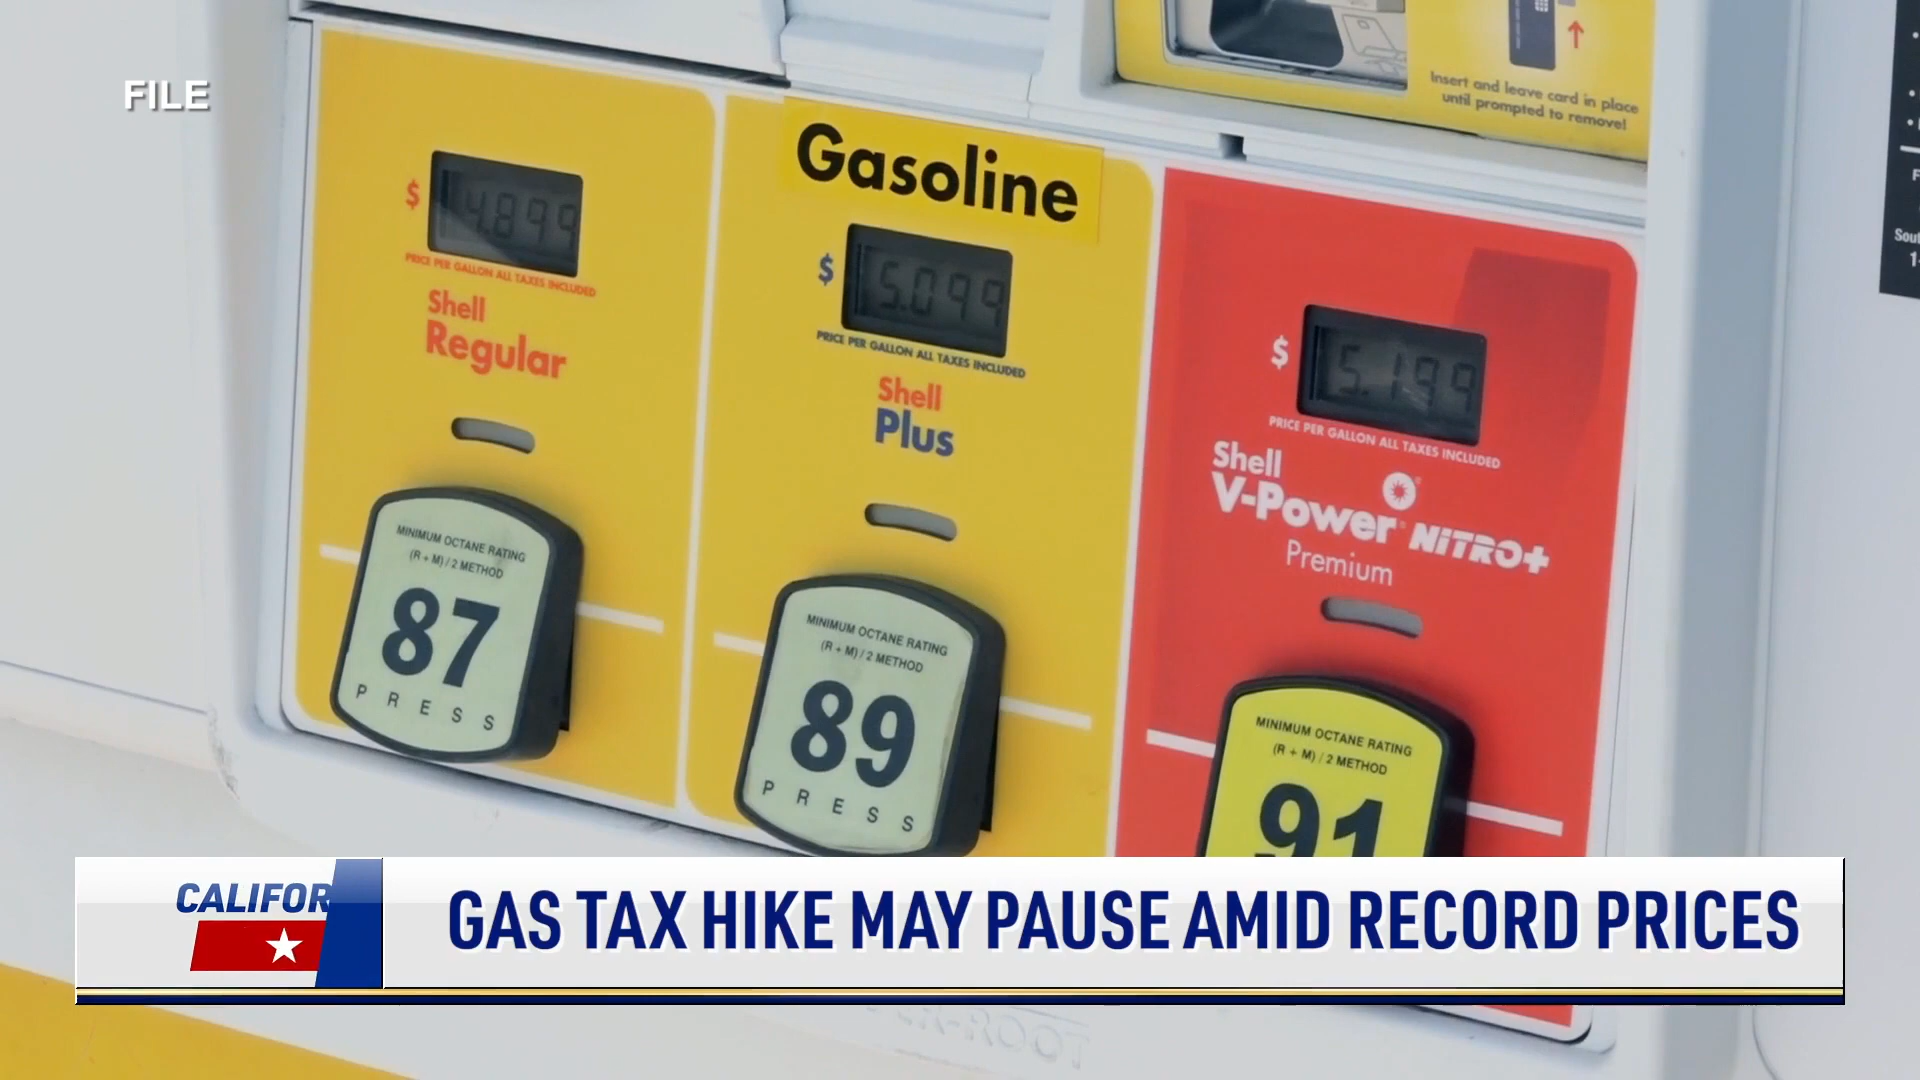 FILE
Insert and leave card in place
until prompted to remove!
Gasoline
$ 4.899
PRICE PER GALLON ALL TAXES INCLUDED
Shell
Regular
$ 5.099
PRICE PER GALLON ALL TAXES INCLUDED
Shell
Plus
$ 5.199
PRICE PER GALLON ALL TAXES INCLUDED
Shell
V-Power NiTRO+
Premium
MINIMUM OCTANE RATING
(R + M) / 2 METHOD
87
PRESS
MINIMUM OCTANE RATING
(R + M) / 2 METHOD
89
PRESS
MINIMUM OCTANE RATING
(R + M) / 2 METHOD
91
CALIFOR
GAS TAX HIKE MAY PAUSE AMID RECORD PRICES